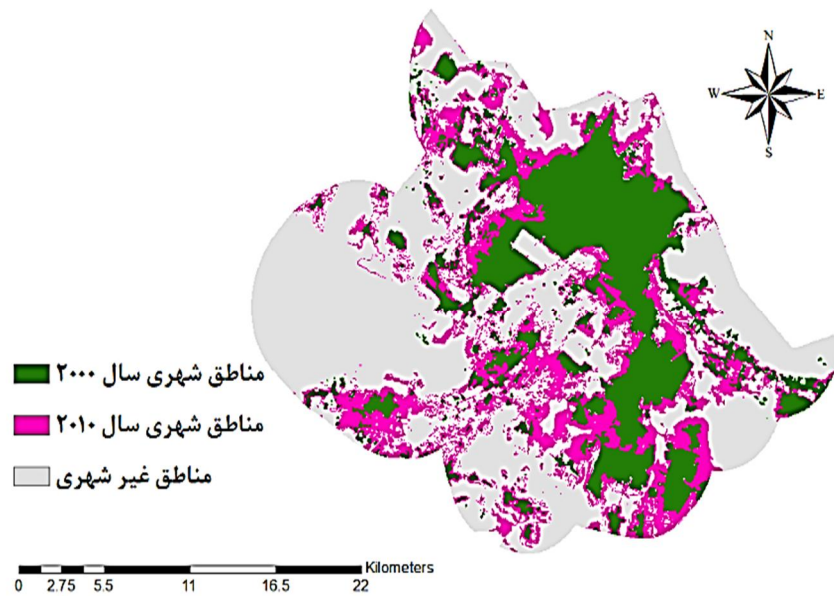 N
W E
S
مناطق شهری سال ۲۰۰۰
مناطق شهری سال ۲۰۱۰
مناطق غیر شهری
Kilometers
0 2.75 5.5 11 16.5 22